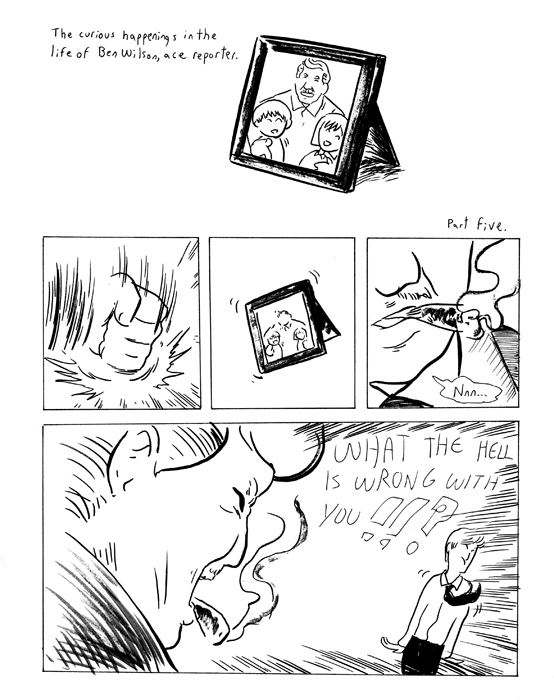 The curious happenings in the
life of Ben Wilson, ace reporter.
Part five.
Nnn...
WHAT THE HELL
IS WRONG WITH
YOU!!!?